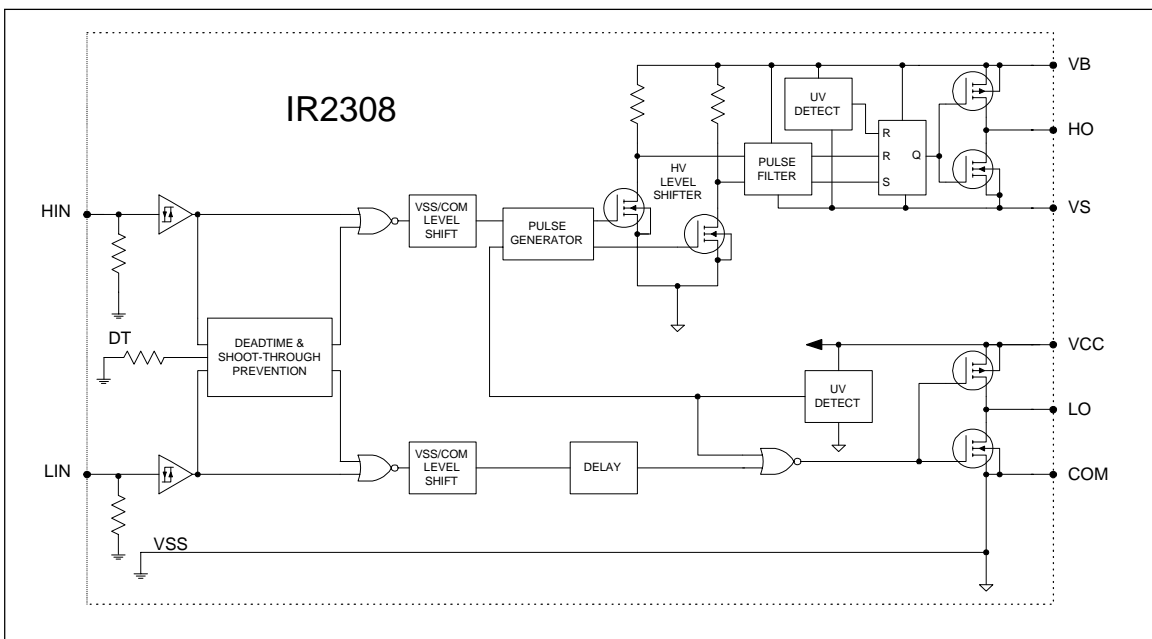 IR2308
VB
UV
DETECT
HO
R
R
Q
S
PULSE
FILTER
HV
LEVEL
SHIFTER
VS
HIN
VSS/COM
LEVEL
SHIFT
PULSE
GENERATOR
DT
DEADTIME &
SHOOT-THROUGH
PREVENTION
VCC
UV
DETECT
LO
LIN
VSS/COM
LEVEL
SHIFT
DELAY
COM
VSS